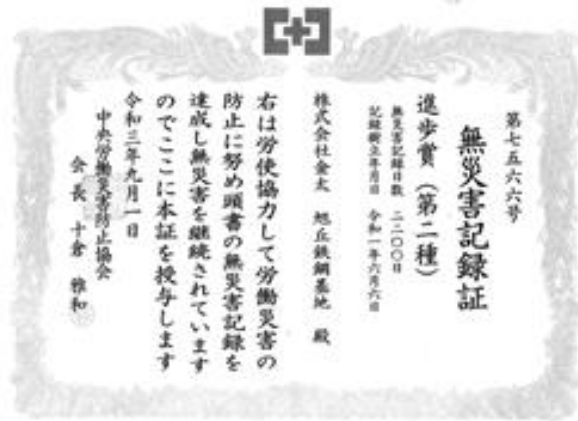 第七五六六号
無災害記録証
進歩賞（第二種）
無災害記録日数 二二〇〇日
記録樹立年月日 令和一年六月六日
株式会社金太 旭丘鉄鋼基地 殿
右は労使協力して労働災害の
防止に努め頭書の無災害記録を
達成し無災害を継続されています
のでここに本証を授与します
令和三年九月一日
中央労働災害防止協会
会長 十倉 雅和